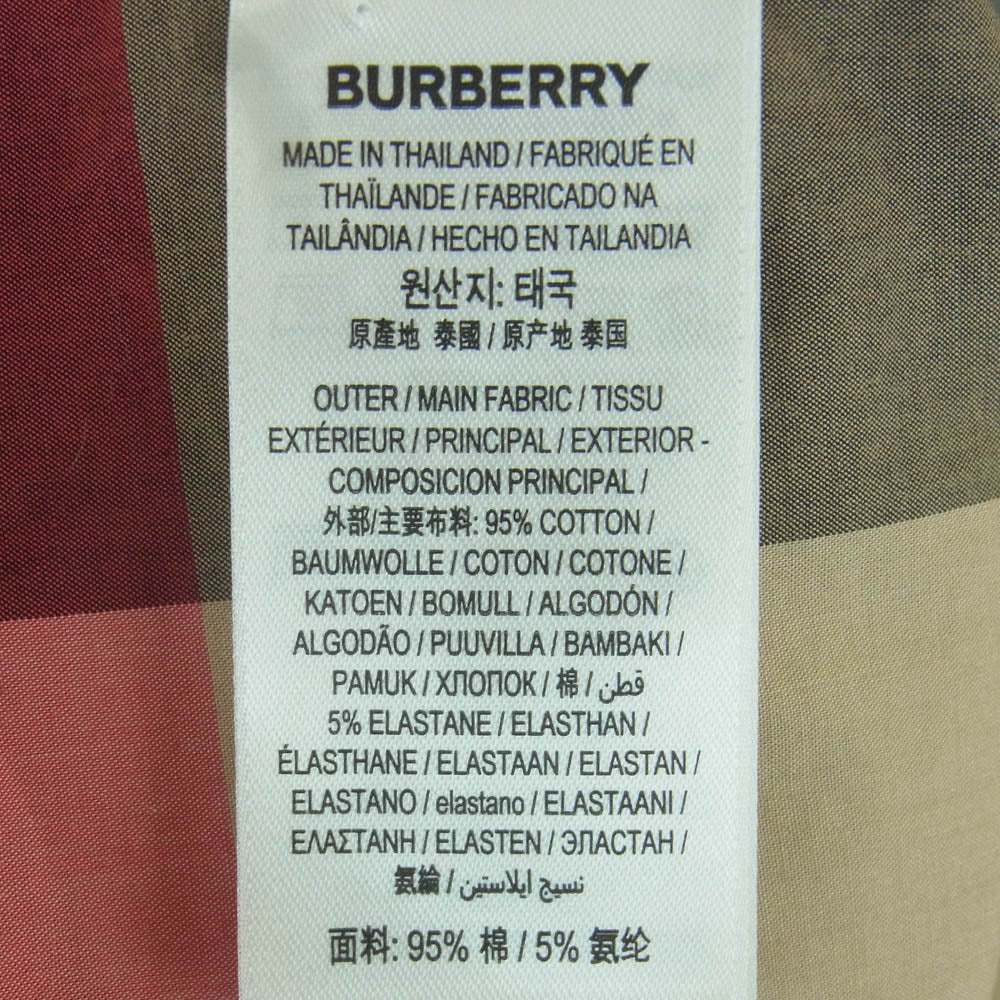 BURBERRY
MADE IN THAILAND / FABRIQUÉ EN
THAÏLANDE / FABRICADO NA
TAILÂNDIA / HECHO EN TAILANDIA
원산지: 태국
原產地 泰國 / 原产地 泰国
OUTER / MAIN FABRIC / TISSU
EXTÉRIEUR / PRINCIPAL / EXTERIOR -
COMPOSICION PRINCIPAL /
外部/主要布料: 95% COTTON /
BAUMWOLLE / COTON / COTONE /
KATOEN / BOMULL / ALGODÓN /
ALGODÃO / PUUVILLA / BAMBAKI /
PAMUK / ХЛОПОК / 棉 / قطن
5% ELASTANE / ELASTHAN /
ÉLASTHANE / ELASTAAN / ELASTAN /
ELASTANO / elastano / ELASTAANI /
ΕΛΑΣΤΑΝΗ / ELASTEN / ЭЛАСТАН /
氨綸 / نسيج ايلاستين
面料: 95% 棉 / 5% 氨纶